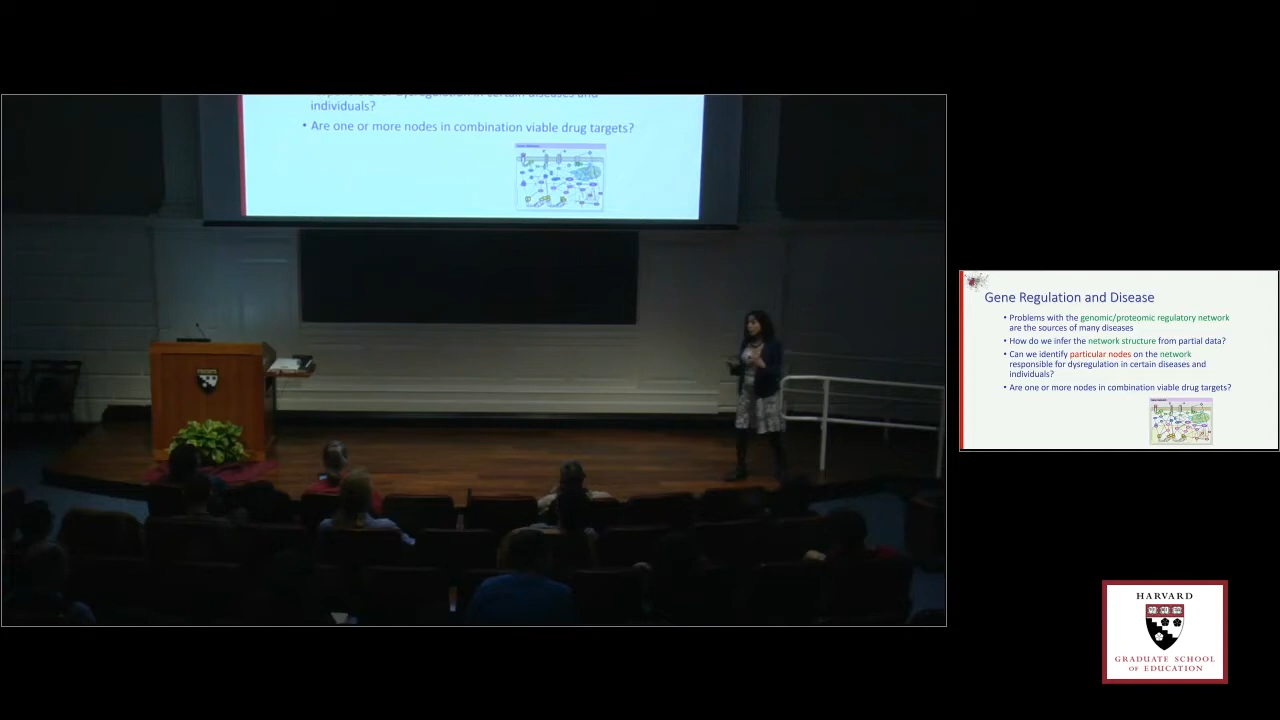 individuals?
• Are one or more nodes in combination viable drug targets?
Gene Regulation and Disease
• Problems with the genomic/proteomic regulatory network
are the sources of many diseases
• How do we infer the network structure from partial data?
• Can we identify particular nodes on the network
responsible for dysregulation in certain diseases and
individuals?
• Are one or more nodes in combination viable drug targets?
HARVARD
GRADUATE SCHOOL
OF EDUCATION